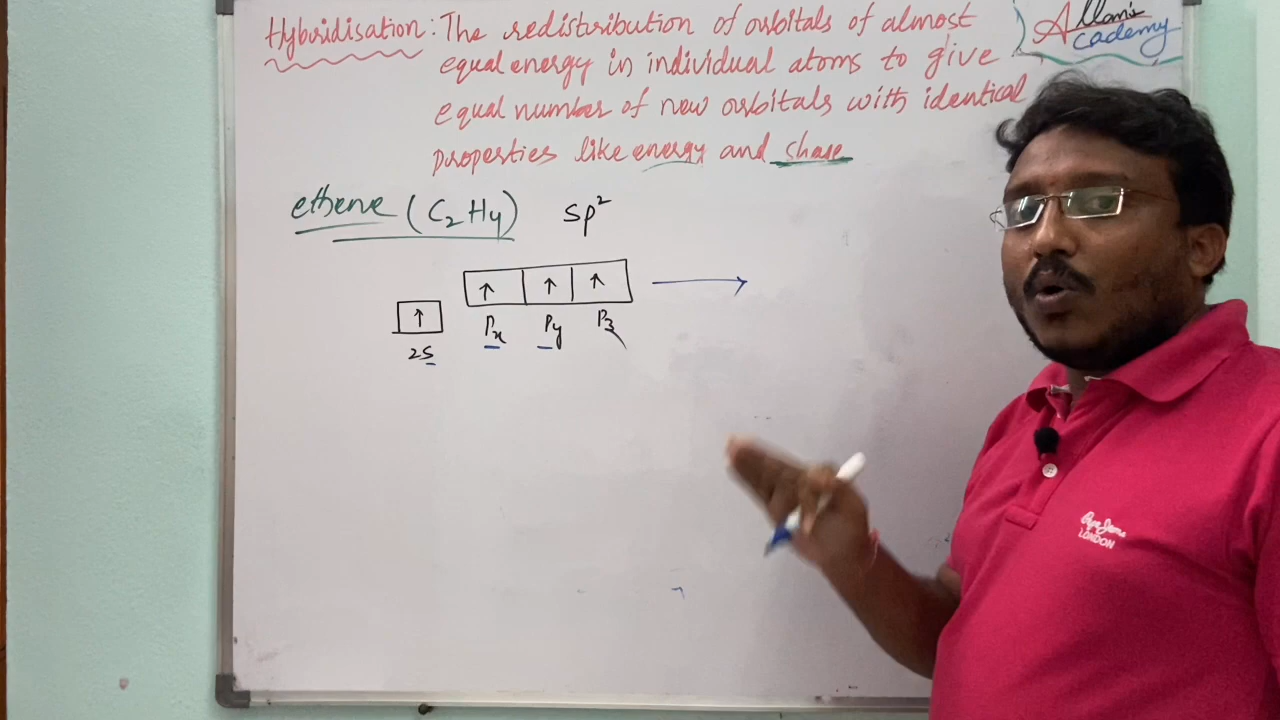 Hybridisation : The redistribution of orbitals of almost
equal energy in individual atoms to give
equal number of new orbitals with identical
properties like energy and shape
Allam's
Academy
ethene (C₂H₄) sp²
↑ ↑ ↑ ↑ →
2s Px Py Pz
Pepe Jeans
LONDON